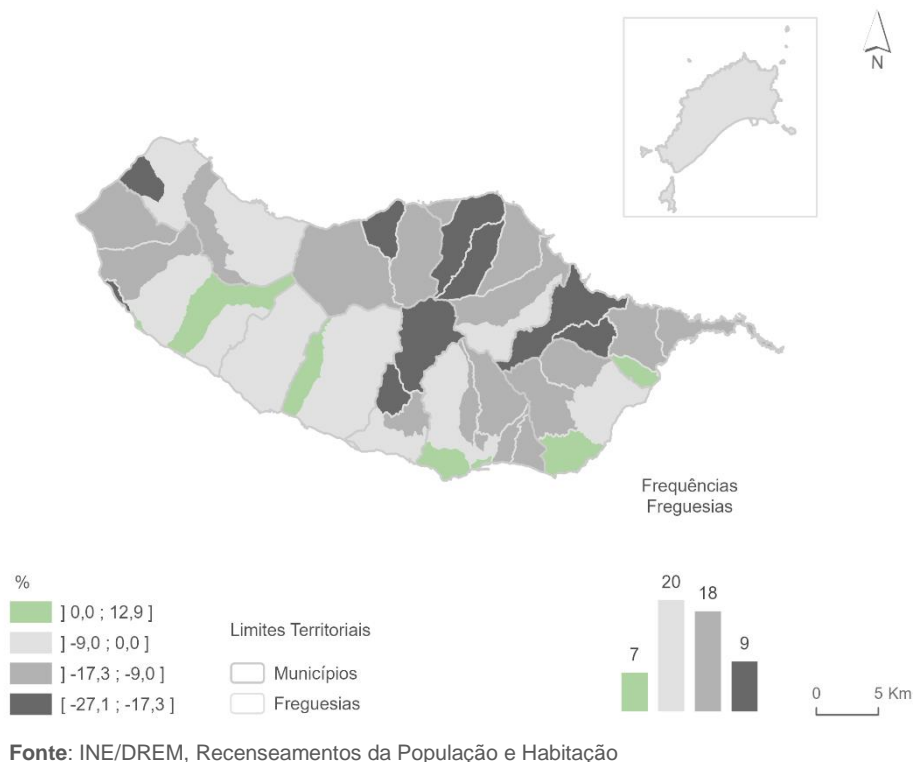 N
Frequências
Freguesias
%
] 0,0 ; 12,9 ]
] -9,0 ; 0,0 ]
] -17,3 ; -9,0 ]
[ -27,1 ; -17,3 ]
Limites Territoriais
Municípios
Freguesias
7
20
18
9
0 5 Km
Fonte: INE/DREM, Recenseamentos da População e Habitação